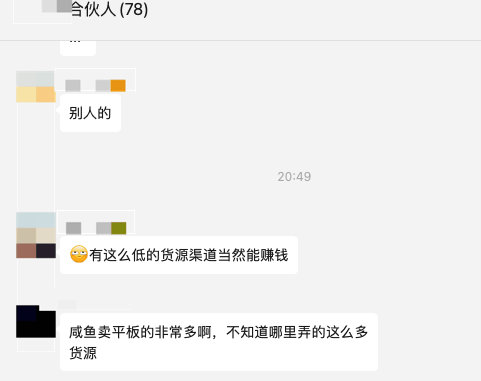 合伙人 (78)
别人的
20:49
有这么低的货源渠道当然能赚钱
咸鱼卖平板的非常多啊，不知道哪里弄的这么多
货源